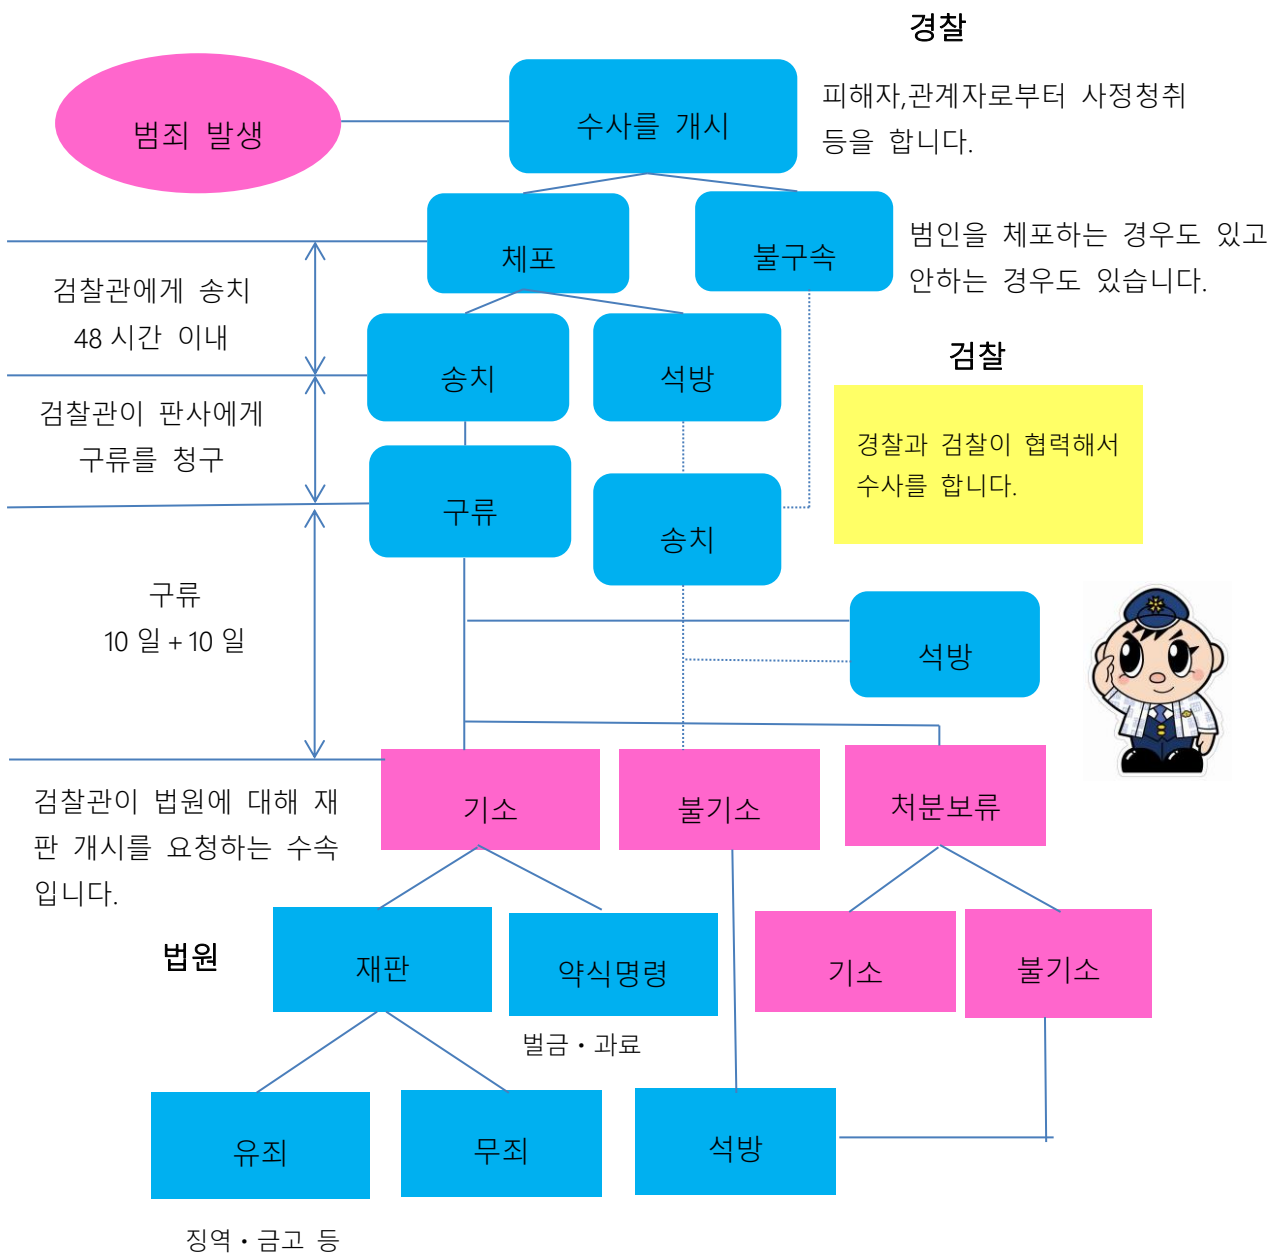 경찰
범죄 발생
수사를 개시
피해자,관계자로부터 사정청취
등을 합니다.
체포
불구속
범인을 체포하는 경우도 있고
안하는 경우도 있습니다.
검찰관에게 송치
48 시간 이내
송치
석방
검찰
검찰관이 판사에게
구류를 청구
경찰과 검찰이 협력해서
수사를 합니다.
구류
송치
구류
10 일 + 10 일
석방
기소
불기소
처분보류
검찰관이 법원에 대해 재
판 개시를 요청하는 수속
입니다.
법원
재판
약식명령
기소
불기소
벌금・과료
유죄
무죄
석방
징역・금고 등